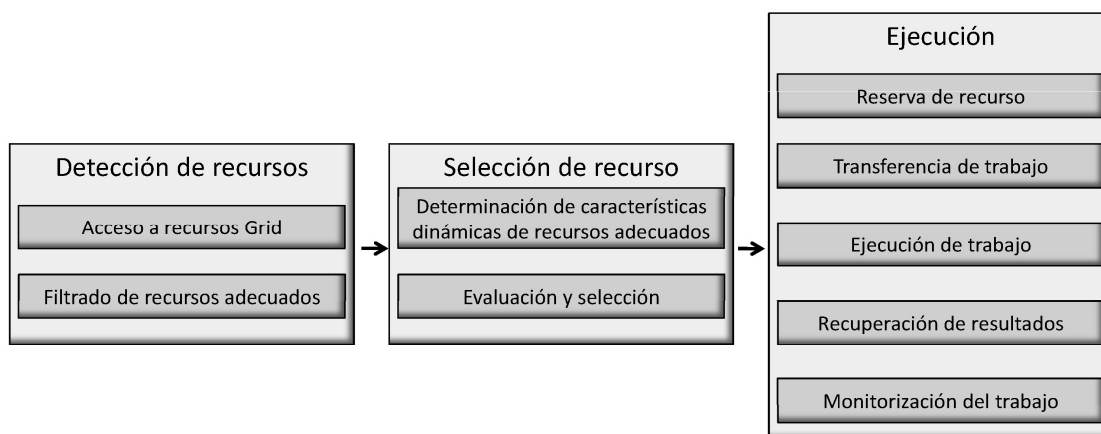 Detección de recursos
Acceso a recursos Grid
Filtrado de recursos adecuados
Selección de recurso
Determinación de características
dinámicas de recursos adecuados
Evaluación y selección
Ejecución
Reserva de recurso
Transferencia de trabajo
Ejecución de trabajo
Recuperación de resultados
Monitorización del trabajo